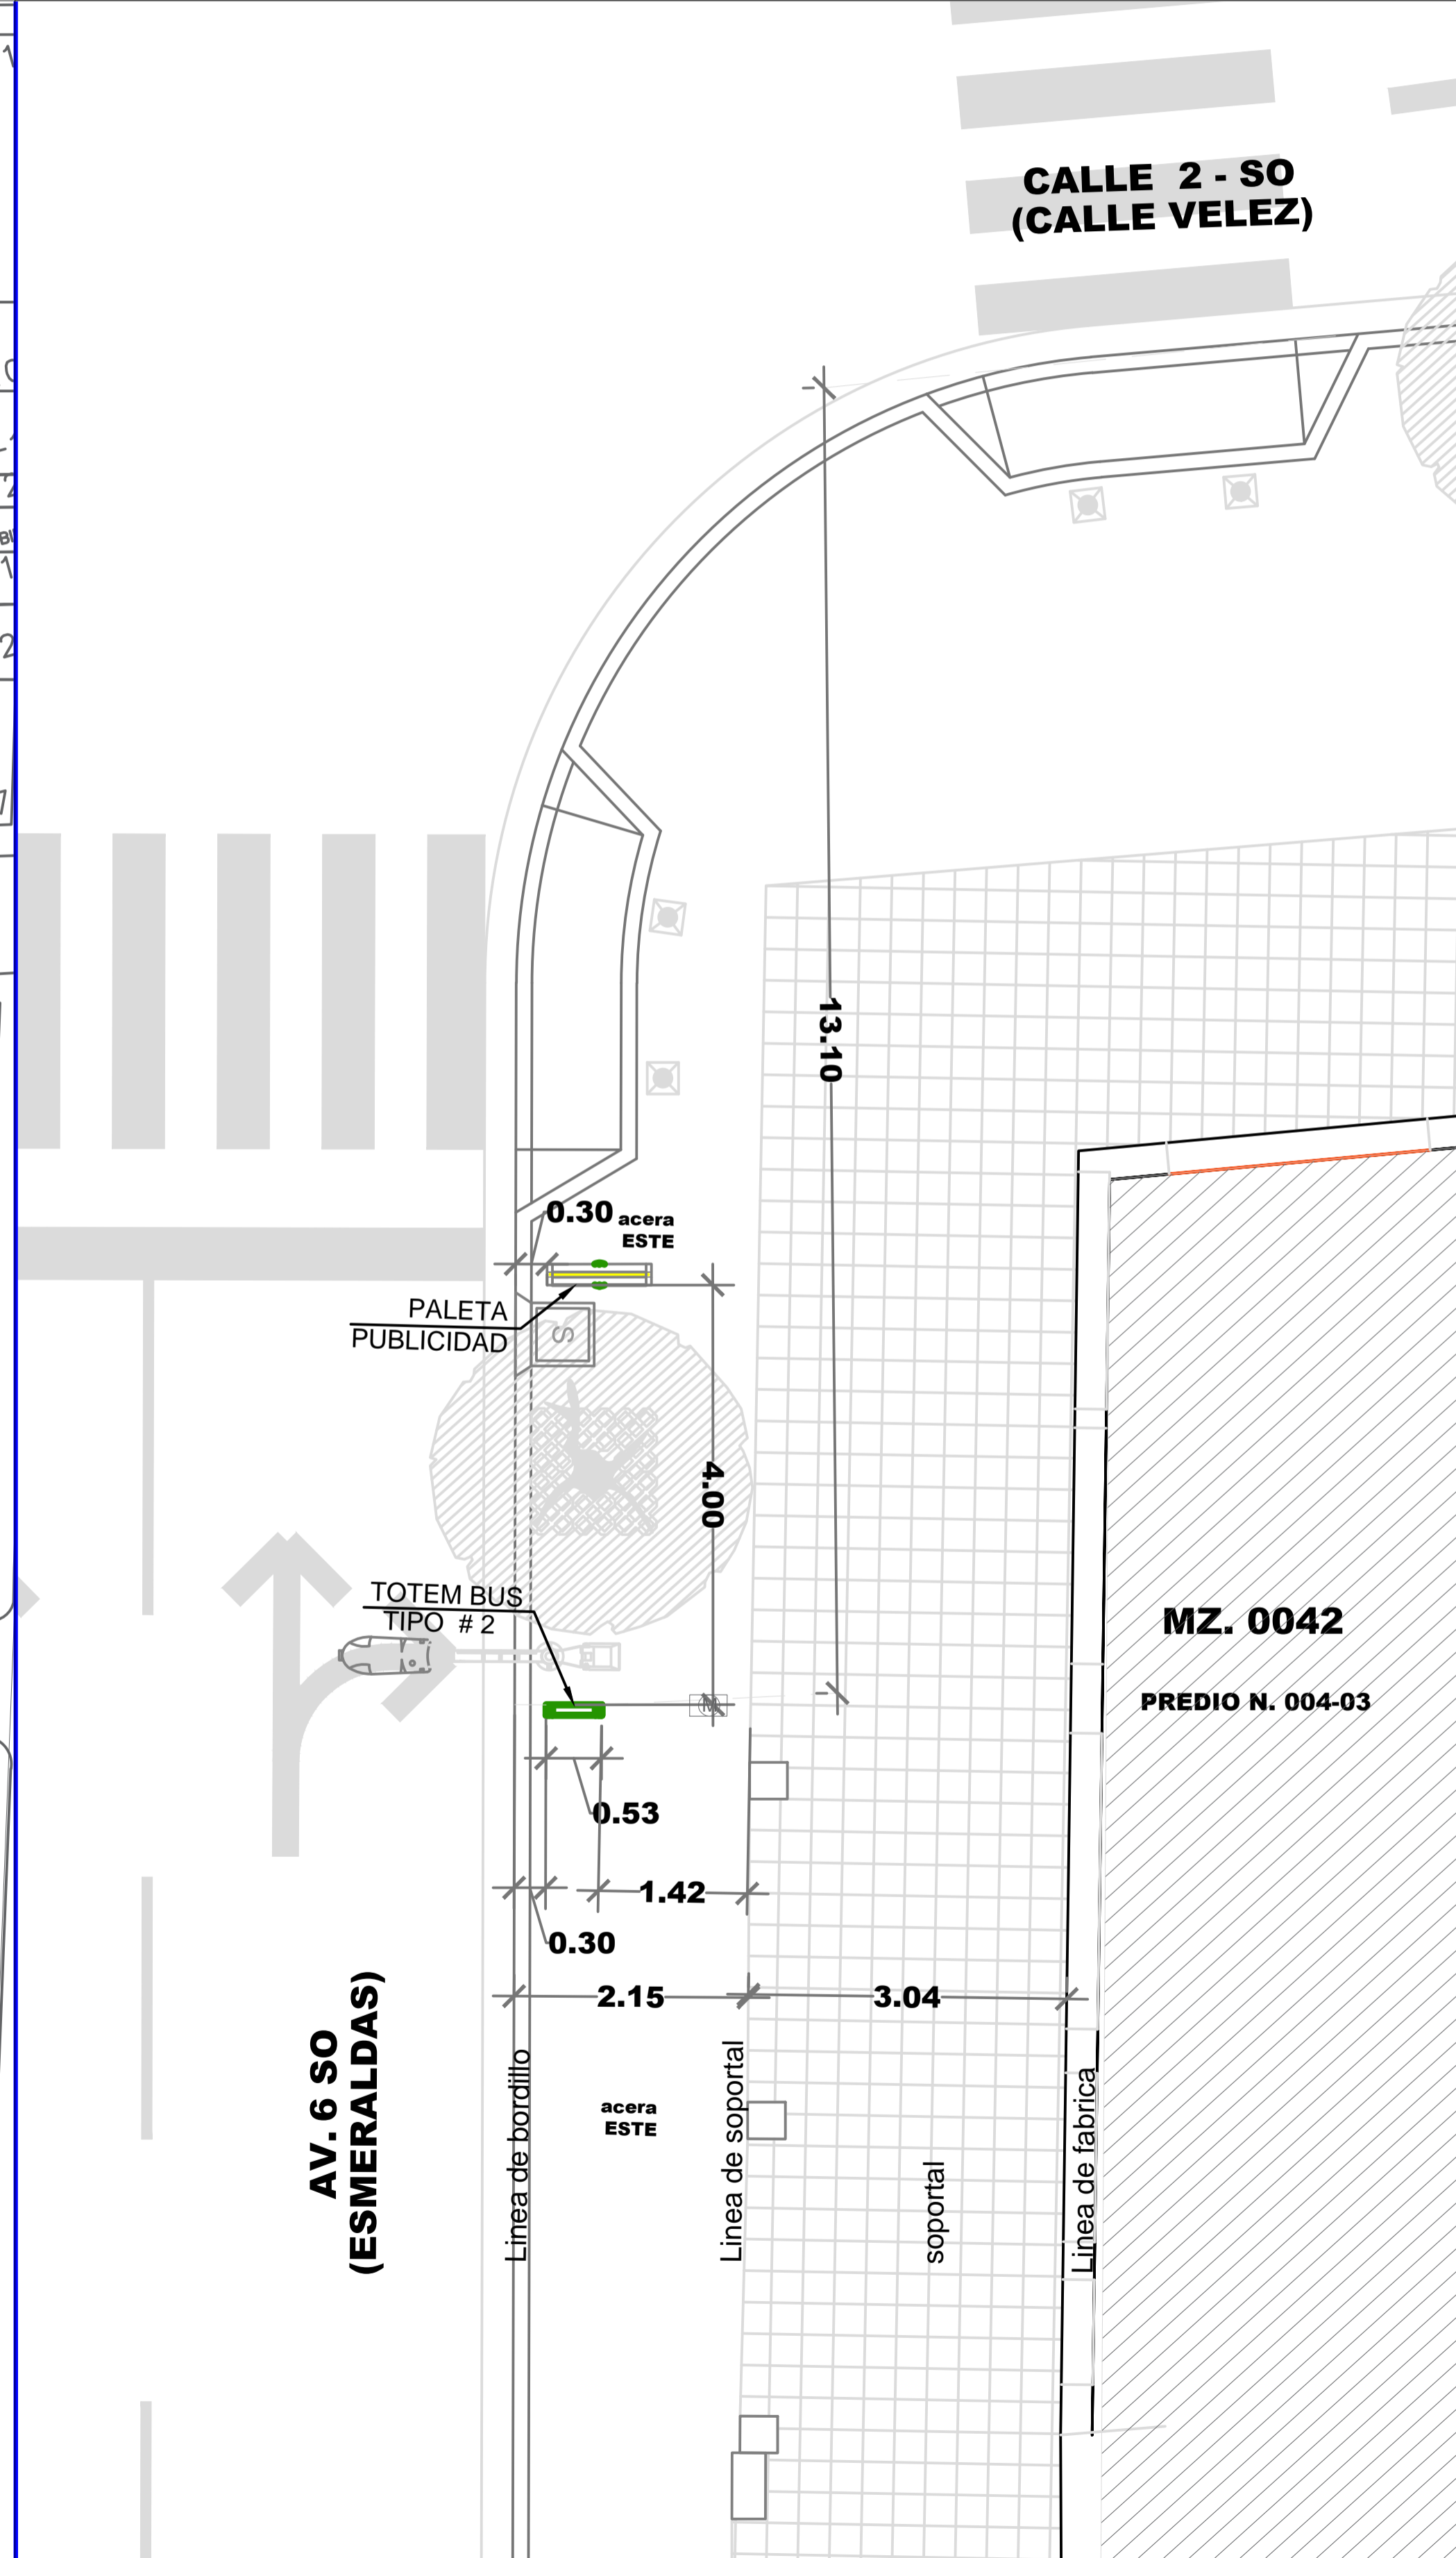 CALLE 2 - SO
(CALLE VELEZ)
13.10
0.30
acera
ESTE
PALETA
PUBLICIDAD
S
4.00
TOTEM BUS
TIPO # 2
M
MZ. 0042
PREDIO N. 004-03
0.53
1.42
0.30
2.15
3.04
AV. 6 SO
(ESMERALDAS)
Linea de bordillo
acera
ESTE
Linea de soportal
soportal
Linea de fabrica